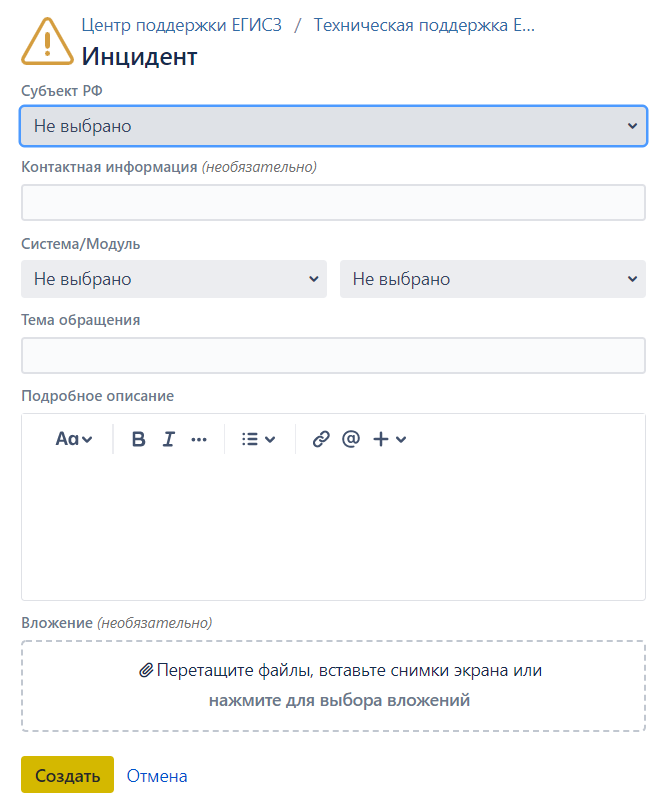 Центр поддержки ЕГИСЗ / Техническая поддержка Е...
Инцидент
Субъект РФ
Не выбрано
Контактная информация (необязательно)
Система/Модуль
Не выбрано Не выбрано
Тема обращения
Подробное описание
Aa B I ... @ +
Вложение (необязательно)
Перетащите файлы, вставьте снимки экрана или
нажмите для выбора вложений
Создать Отмена